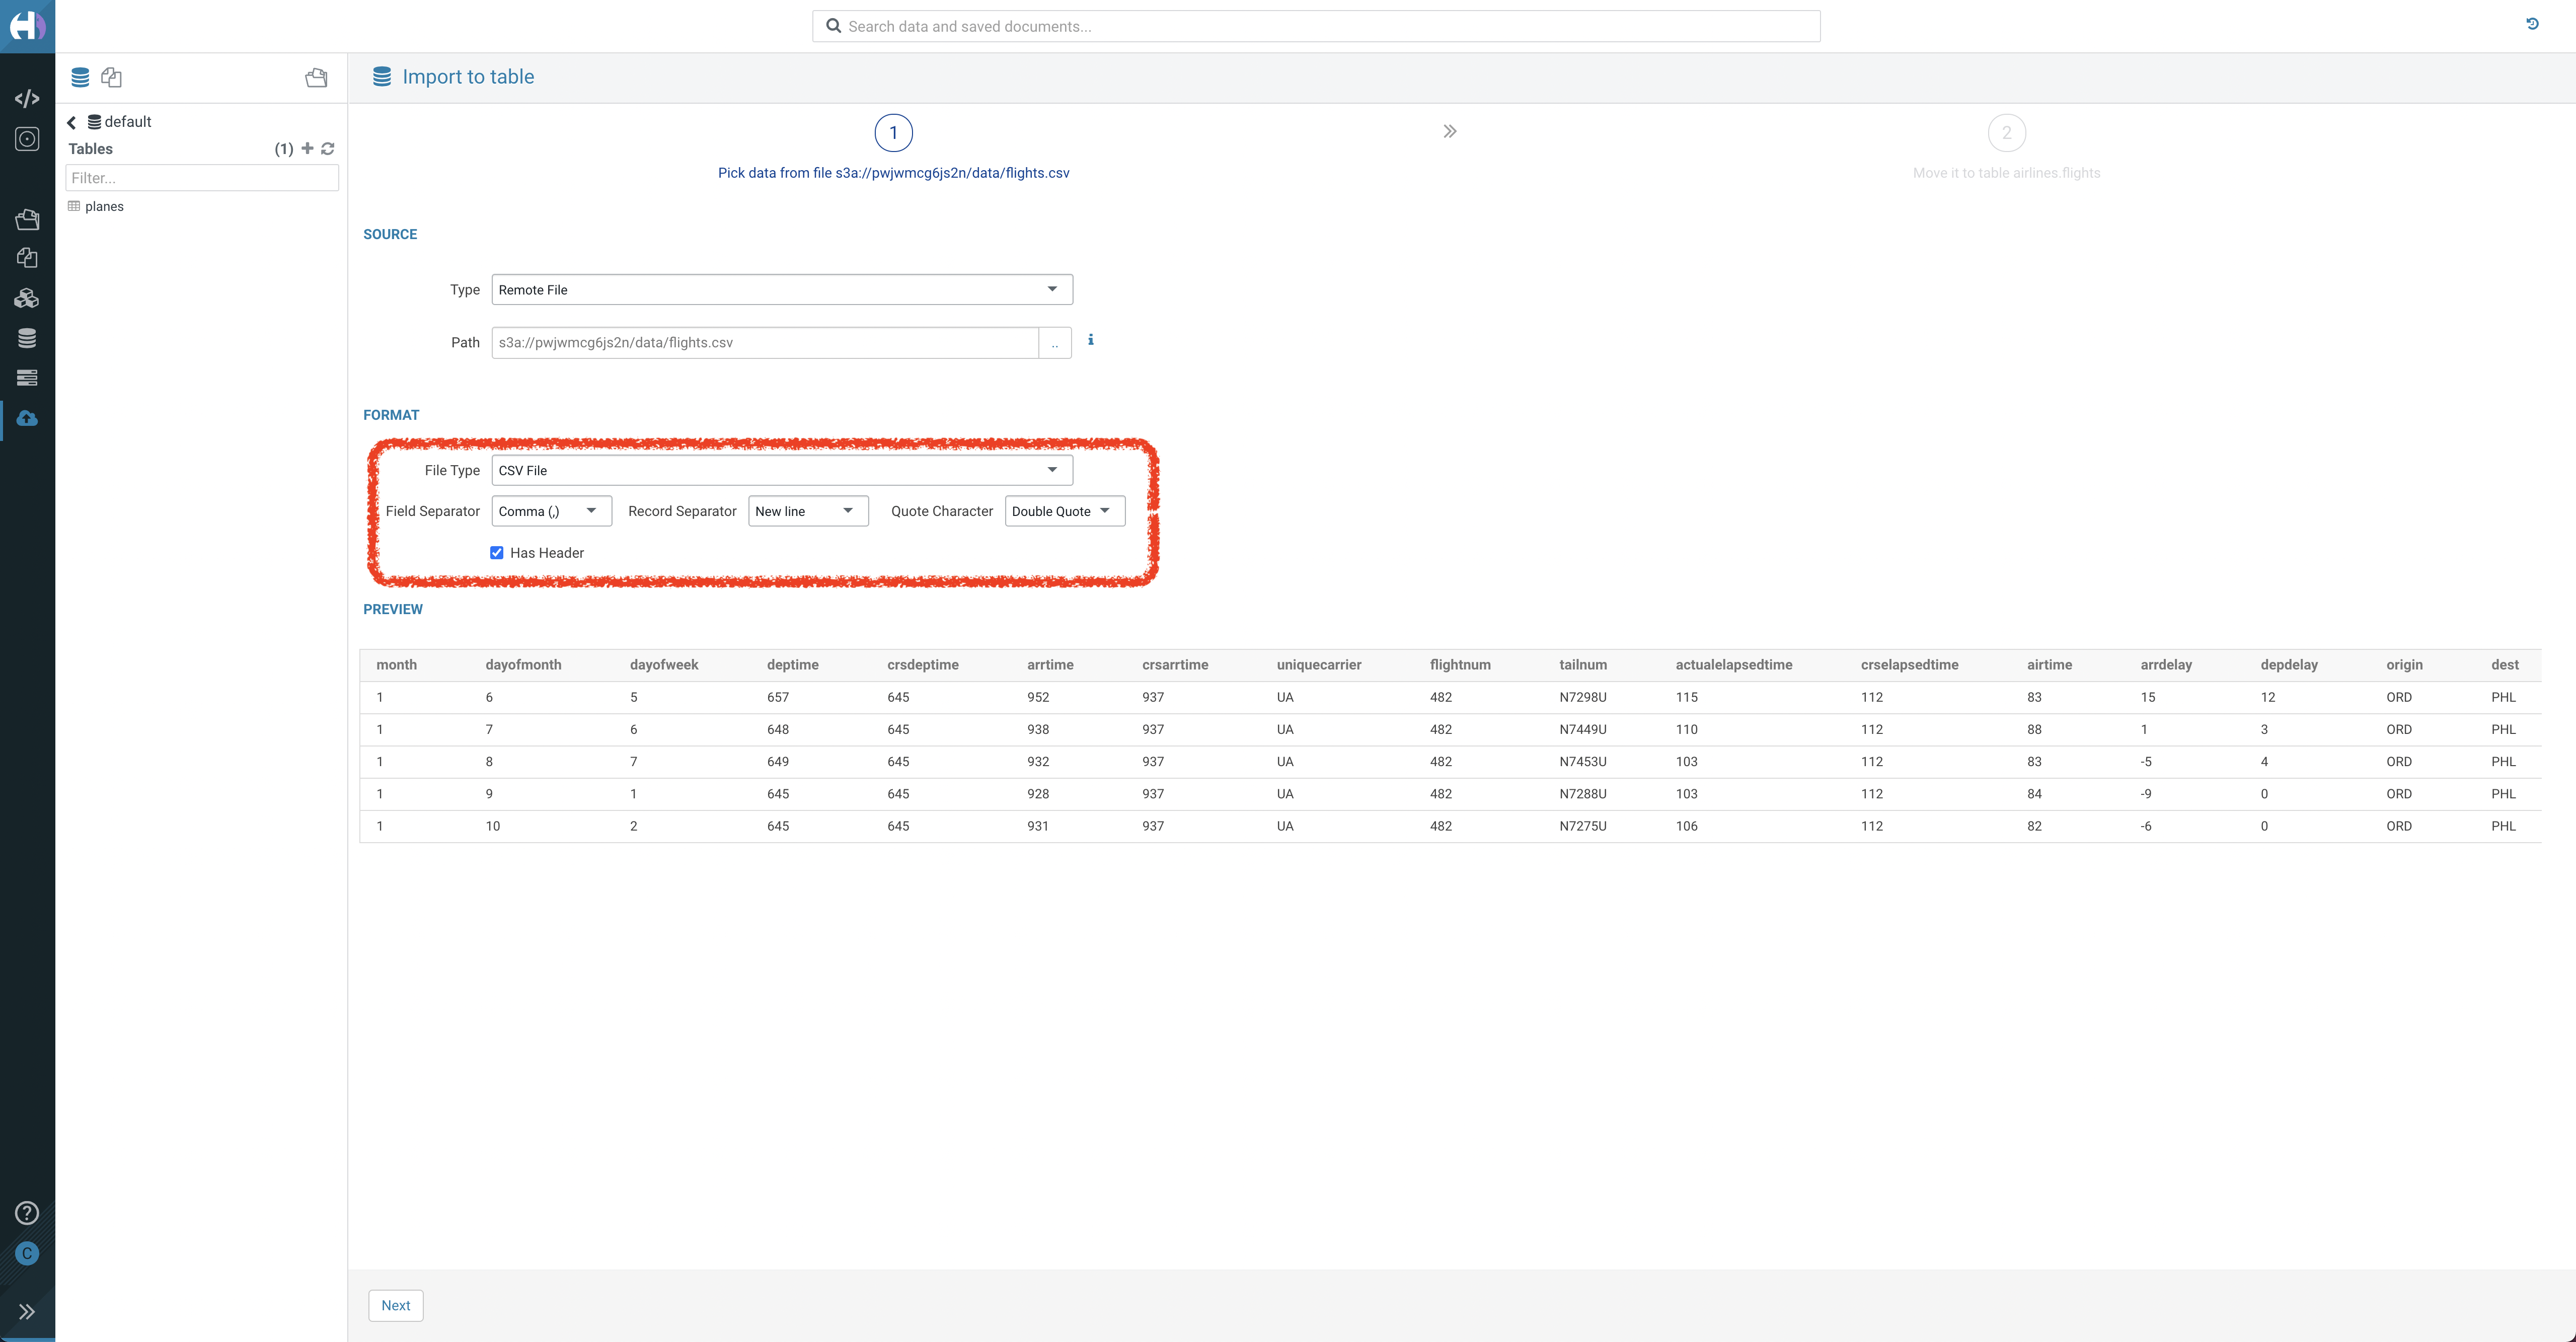 Search data and saved documents...
Import to table
default
Tables (1)
Filter...
planes
1
Pick data from file s3a://pwjwmcg6js2n/data/flights.csv
2
Move it to table airlines.flights
SOURCE
Type Remote File
Path s3a://pwjwmcg6js2n/data/flights.csv ..
FORMAT
File Type CSV File
Field Separator Comma (,) Record Separator New line Quote Character Double Quote
Has Header
PREVIEW
month dayofmonth dayofweek deptime crsdeptime arrtime crsarrtime uniquecarrier flightnum tailnum actualelapsedtime crselapsedtime airtime arrdelay depdelay origin dest
1 6 5 657 645 952 937 UA 482 N7298U 115 112 83 15 12 ORD PHL
1 7 6 648 645 938 937 UA 482 N7449U 110 112 88 1 3 ORD PHL
1 8 7 649 645 932 937 UA 482 N7453U 103 112 83 -5 4 ORD PHL
1 9 1 645 645 928 937 UA 482 N7288U 103 112 84 -9 0 ORD PHL
1 10 2 645 645 931 937 UA 482 N7275U 106 112 82 -6 0 ORD PHL
C
Next